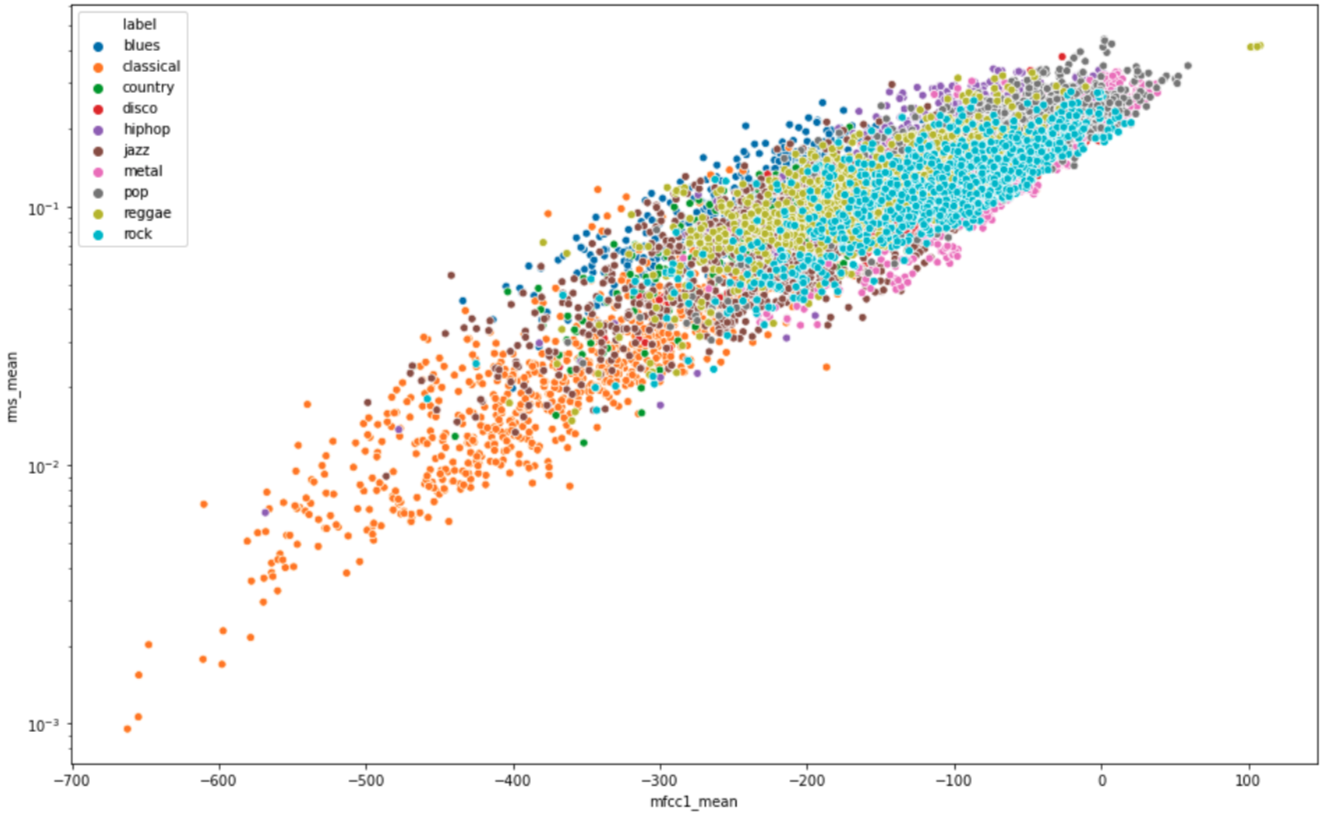 label
blues
classical
country
disco
hiphop
jazz
metal
pop
reggae
rock
rms_mean
10⁻¹
10⁻²
10⁻³
−700 −600 −500 −400 −300 −200 −100 0 100
mfcc1_mean